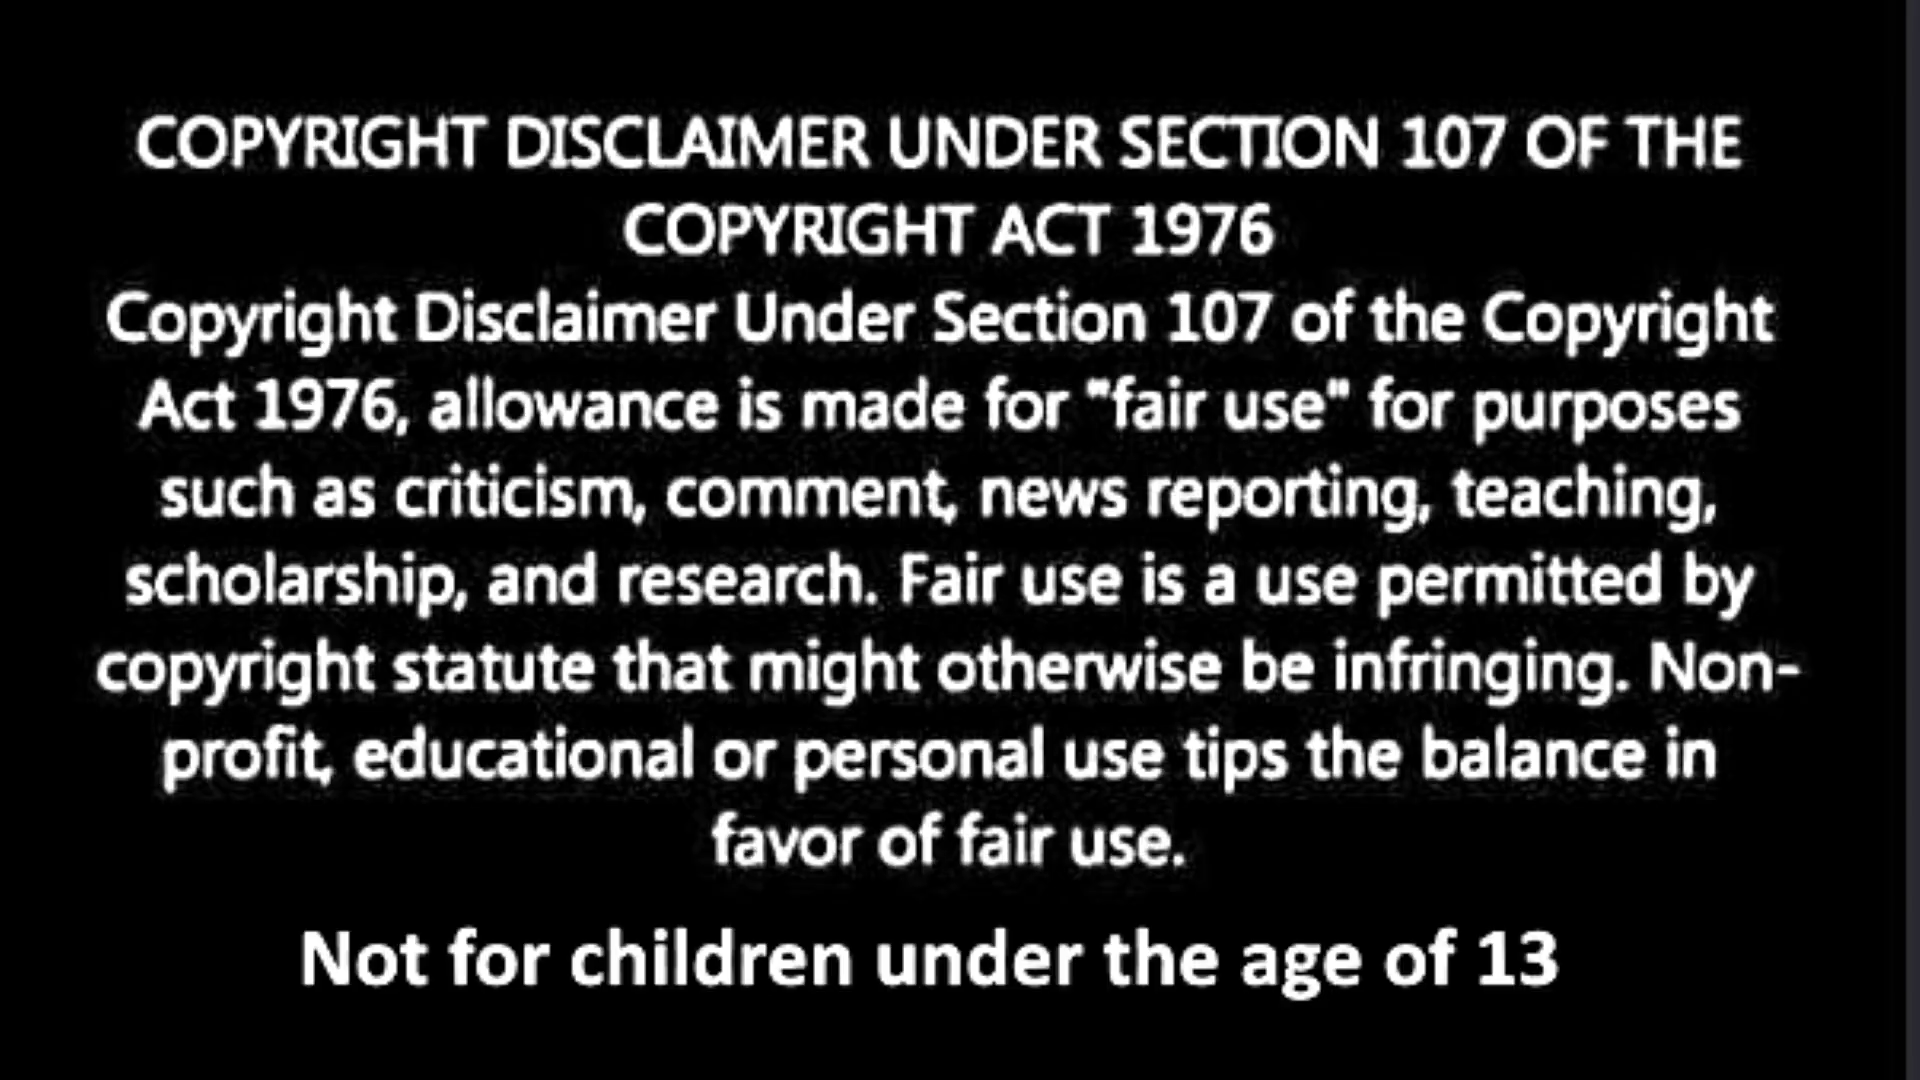 COPYRIGHT DISCLAIMER UNDER SECTION 107 OF THE
COPYRIGHT ACT 1976
Copyright Disclaimer Under Section 107 of the Copyright
Act 1976, allowance is made for "fair use" for purposes
such as criticism, comment, news reporting, teaching,
scholarship, and research. Fair use is a use permitted by
copyright statute that might otherwise be infringing. Non-
profit, educational or personal use tips the balance in
favor of fair use.
Not for children under the age of 13